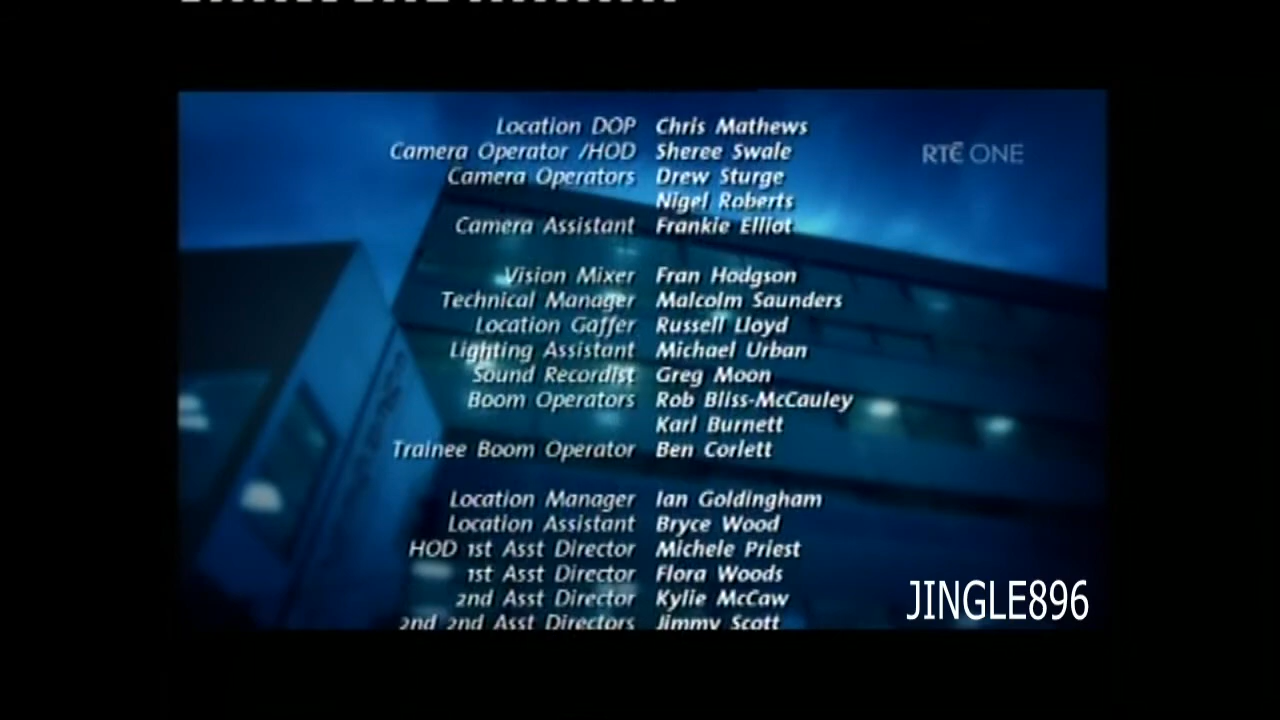 Location DOP Chris Mathews
RTÉ ONE
Camera Operator /HOD Sheree Swale
Camera Operators Drew Sturge
Nigel Roberts
Camera Assistant Frankie Elliot
Vision Mixer Fran Hodgson
Technical Manager Malcolm Saunders
Location Gaffer Russell Lloyd
Lighting Assistant Michael Urban
Sound Recordist Greg Moon
Boom Operators Rob Bliss-McCauley
Karl Burnett
Trainee Boom Operator Ben Corlett
Location Manager Ian Goldingham
Location Assistant Bryce Wood
HOD 1st Asst Director Michele Priest
1st Asst Director Flora Woods
2nd Asst Director Kylie McCaw
2nd 2nd Asst Directors Jimmy Scott
JINGLE896